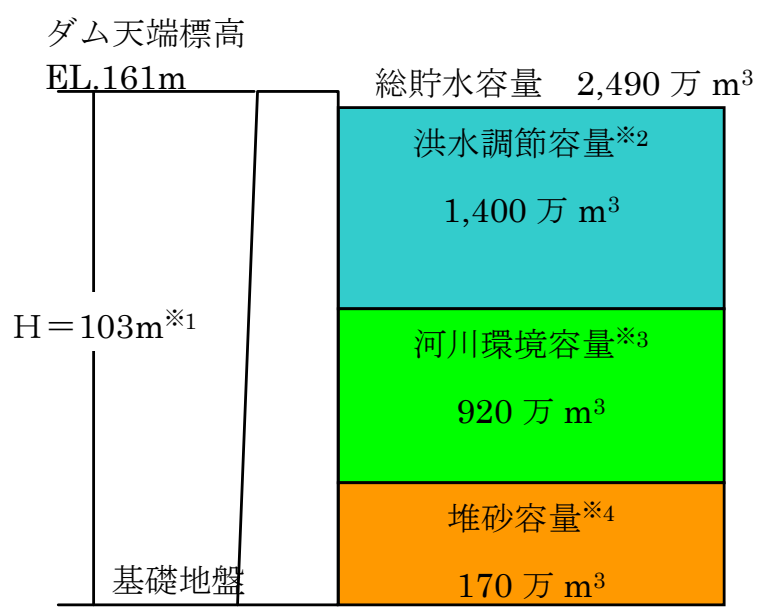 ダム天端標高
EL.161m
総貯水容量　2,490 万 m³
洪水調節容量※2
1,400 万 m³
H＝103m※1
河川環境容量※3
920 万 m³
堆砂容量※4
基礎地盤
170 万 m³